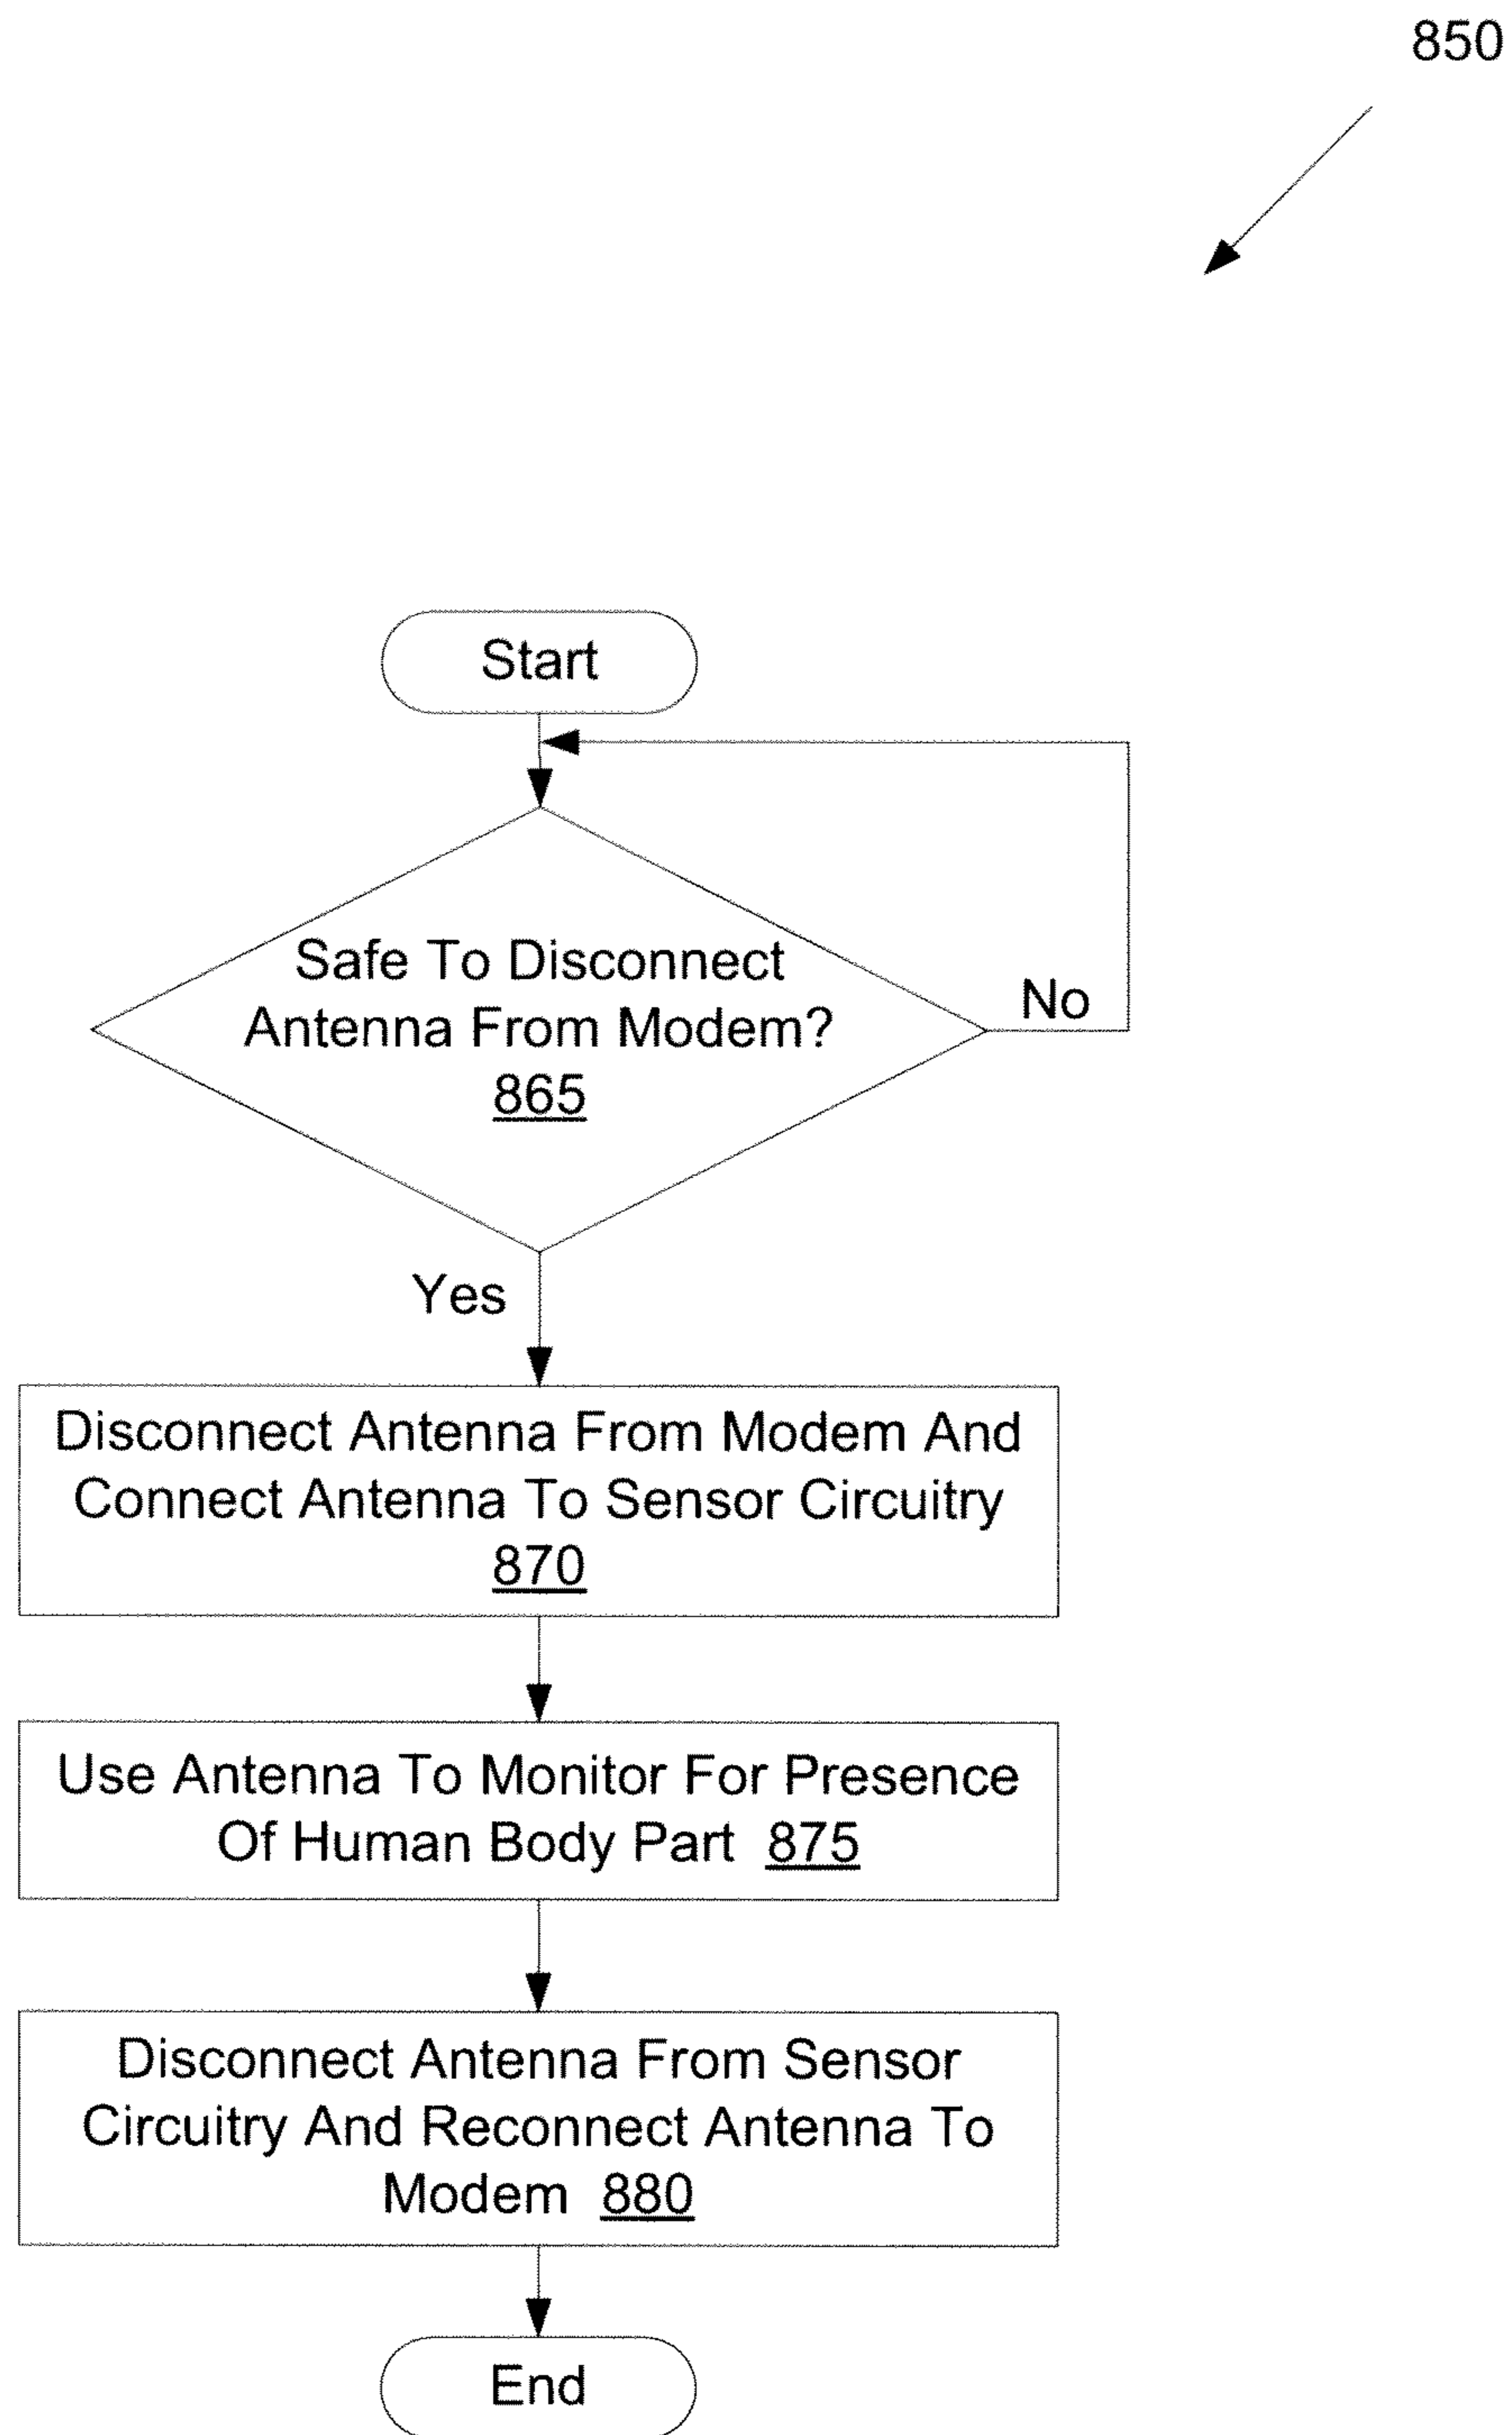 850
Start
Safe To Disconnect
Antenna From Modem?
865
No
Yes
Disconnect Antenna From Modem And
Connect Antenna To Sensor Circuitry
870
Use Antenna To Monitor For Presence
Of Human Body Part 875
Disconnect Antenna From Sensor
Circuitry And Reconnect Antenna To
Modem 880
End